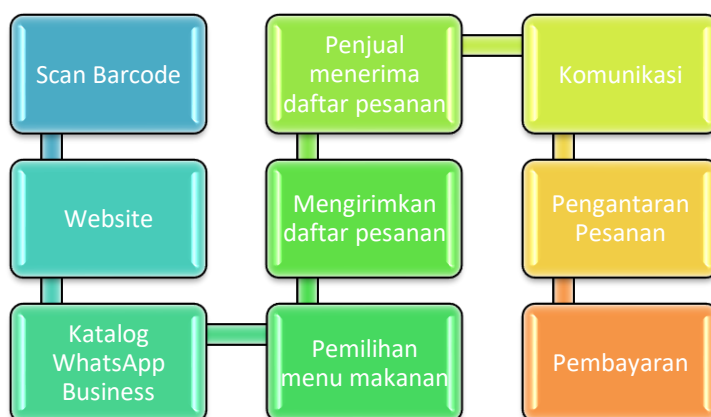 Scan Barcode
Website
Katalog
WhatsApp
Business
Pemilihan
menu makanan
Mengirimkan
daftar pesanan
Penjual
menerima
daftar pesanan
Komunikasi
Pengantaran
Pesanan
Pembayaran